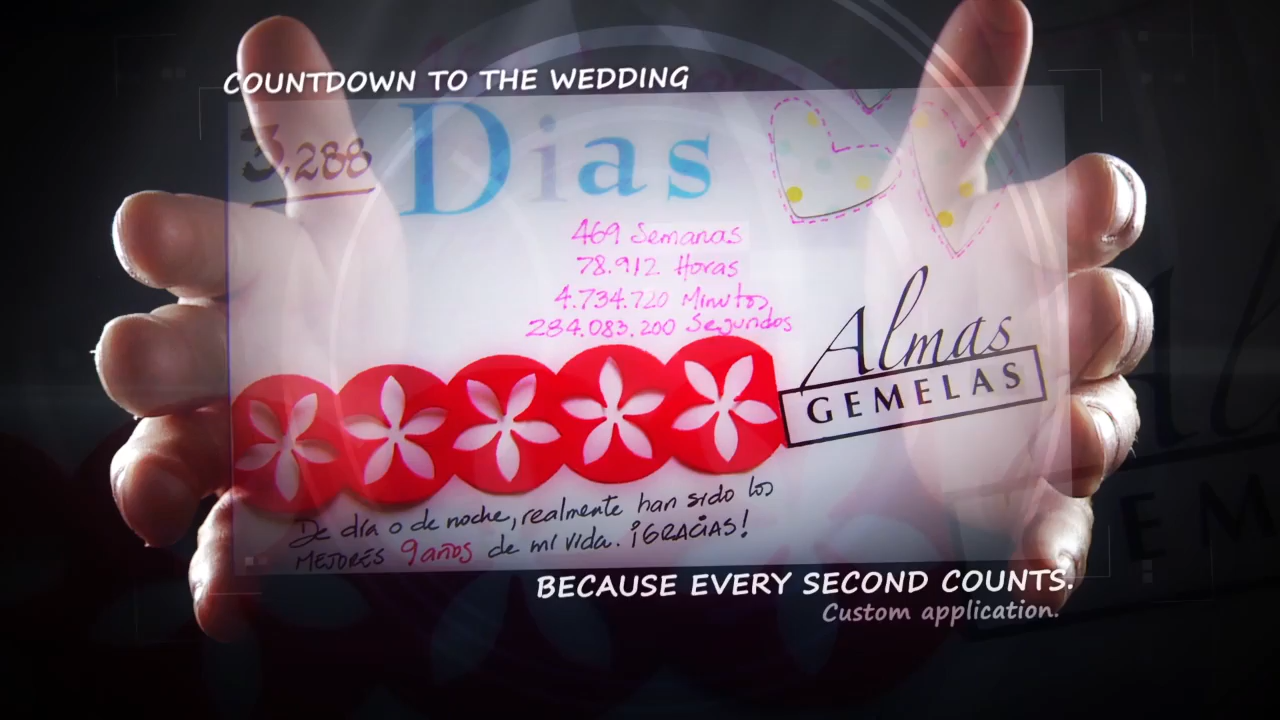 COUNTDOWN TO THE WEDDING
3.288 Dias
469 Semanas
78.912 Horas
4.734.720 Minutos,
284.083.200 Segundos
Almas
GEMELAS
De día o de noche, realmente han sido los
MEJORES 9 años de mi vida. ¡GRACIAS!
BECAUSE EVERY SECOND COUNTS.
Custom application.